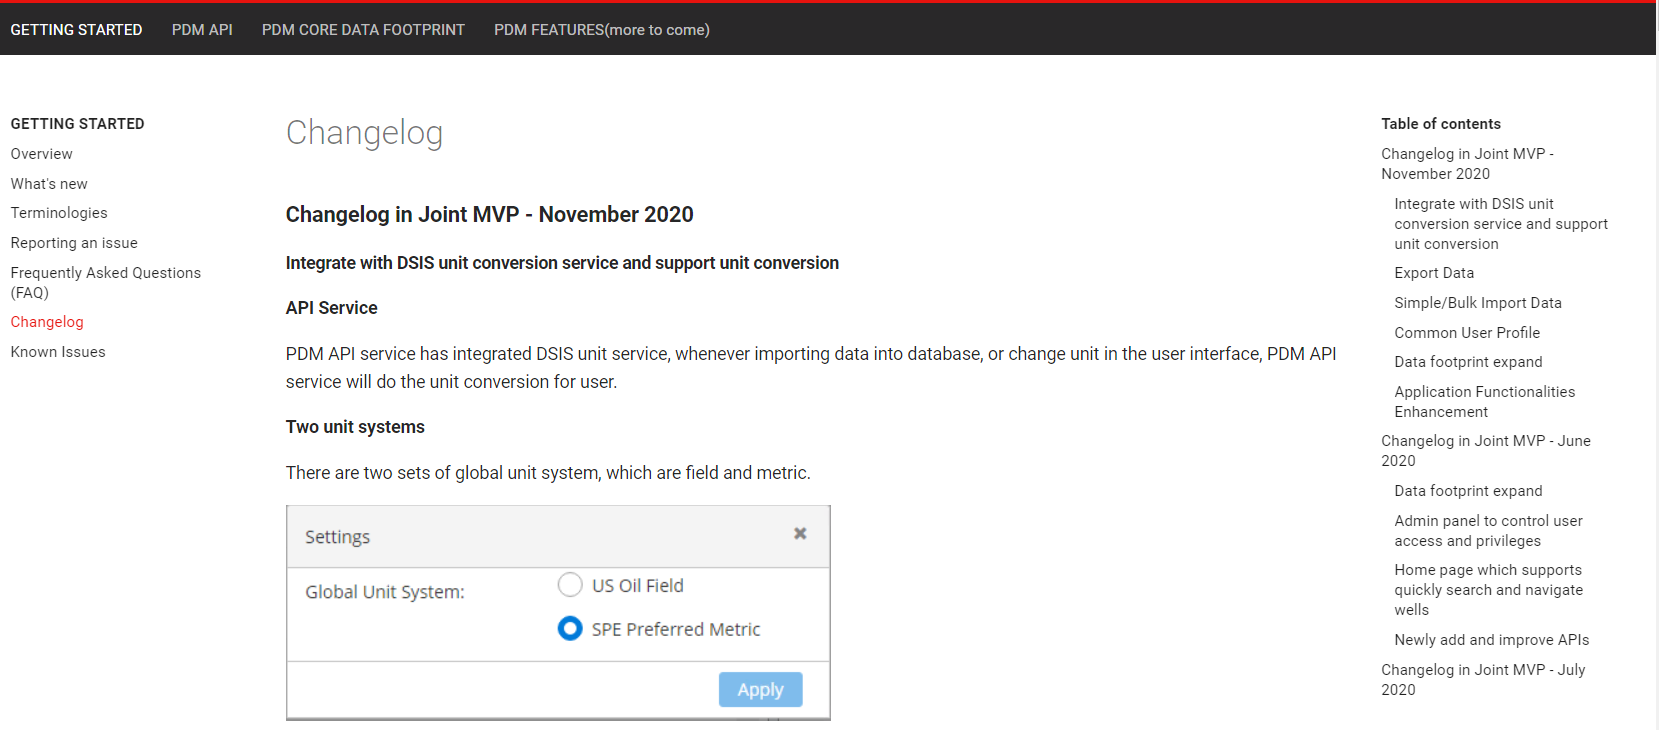 GETTING STARTED PDM API PDM CORE DATA FOOTPRINT PDM FEATURES(more to come)
GETTING STARTED
Overview
What's new
Terminologies
Reporting an issue
Frequently Asked Questions
(FAQ)
Changelog
Known Issues
Changelog
Changelog in Joint MVP - November 2020
Integrate with DSIS unit conversion service and support unit conversion
API Service
PDM API service has integrated DSIS unit service, whenever importing data into database, or change unit in the user interface, PDM API
service will do the unit conversion for user.
Two unit systems
There are two sets of global unit system, which are field and metric.
Settings
Global Unit System:
US Oil Field
SPE Preferred Metric
Apply
Table of contents
Changelog in Joint MVP -
November 2020
Integrate with DSIS unit
conversion service and support
unit conversion
Export Data
Simple/Bulk Import Data
Common User Profile
Data footprint expand
Application Functionalities
Enhancement
Changelog in Joint MVP - June
2020
Data footprint expand
Admin panel to control user
access and privileges
Home page which supports
quickly search and navigate
wells
Newly add and improve APIs
Changelog in Joint MVP - July
2020